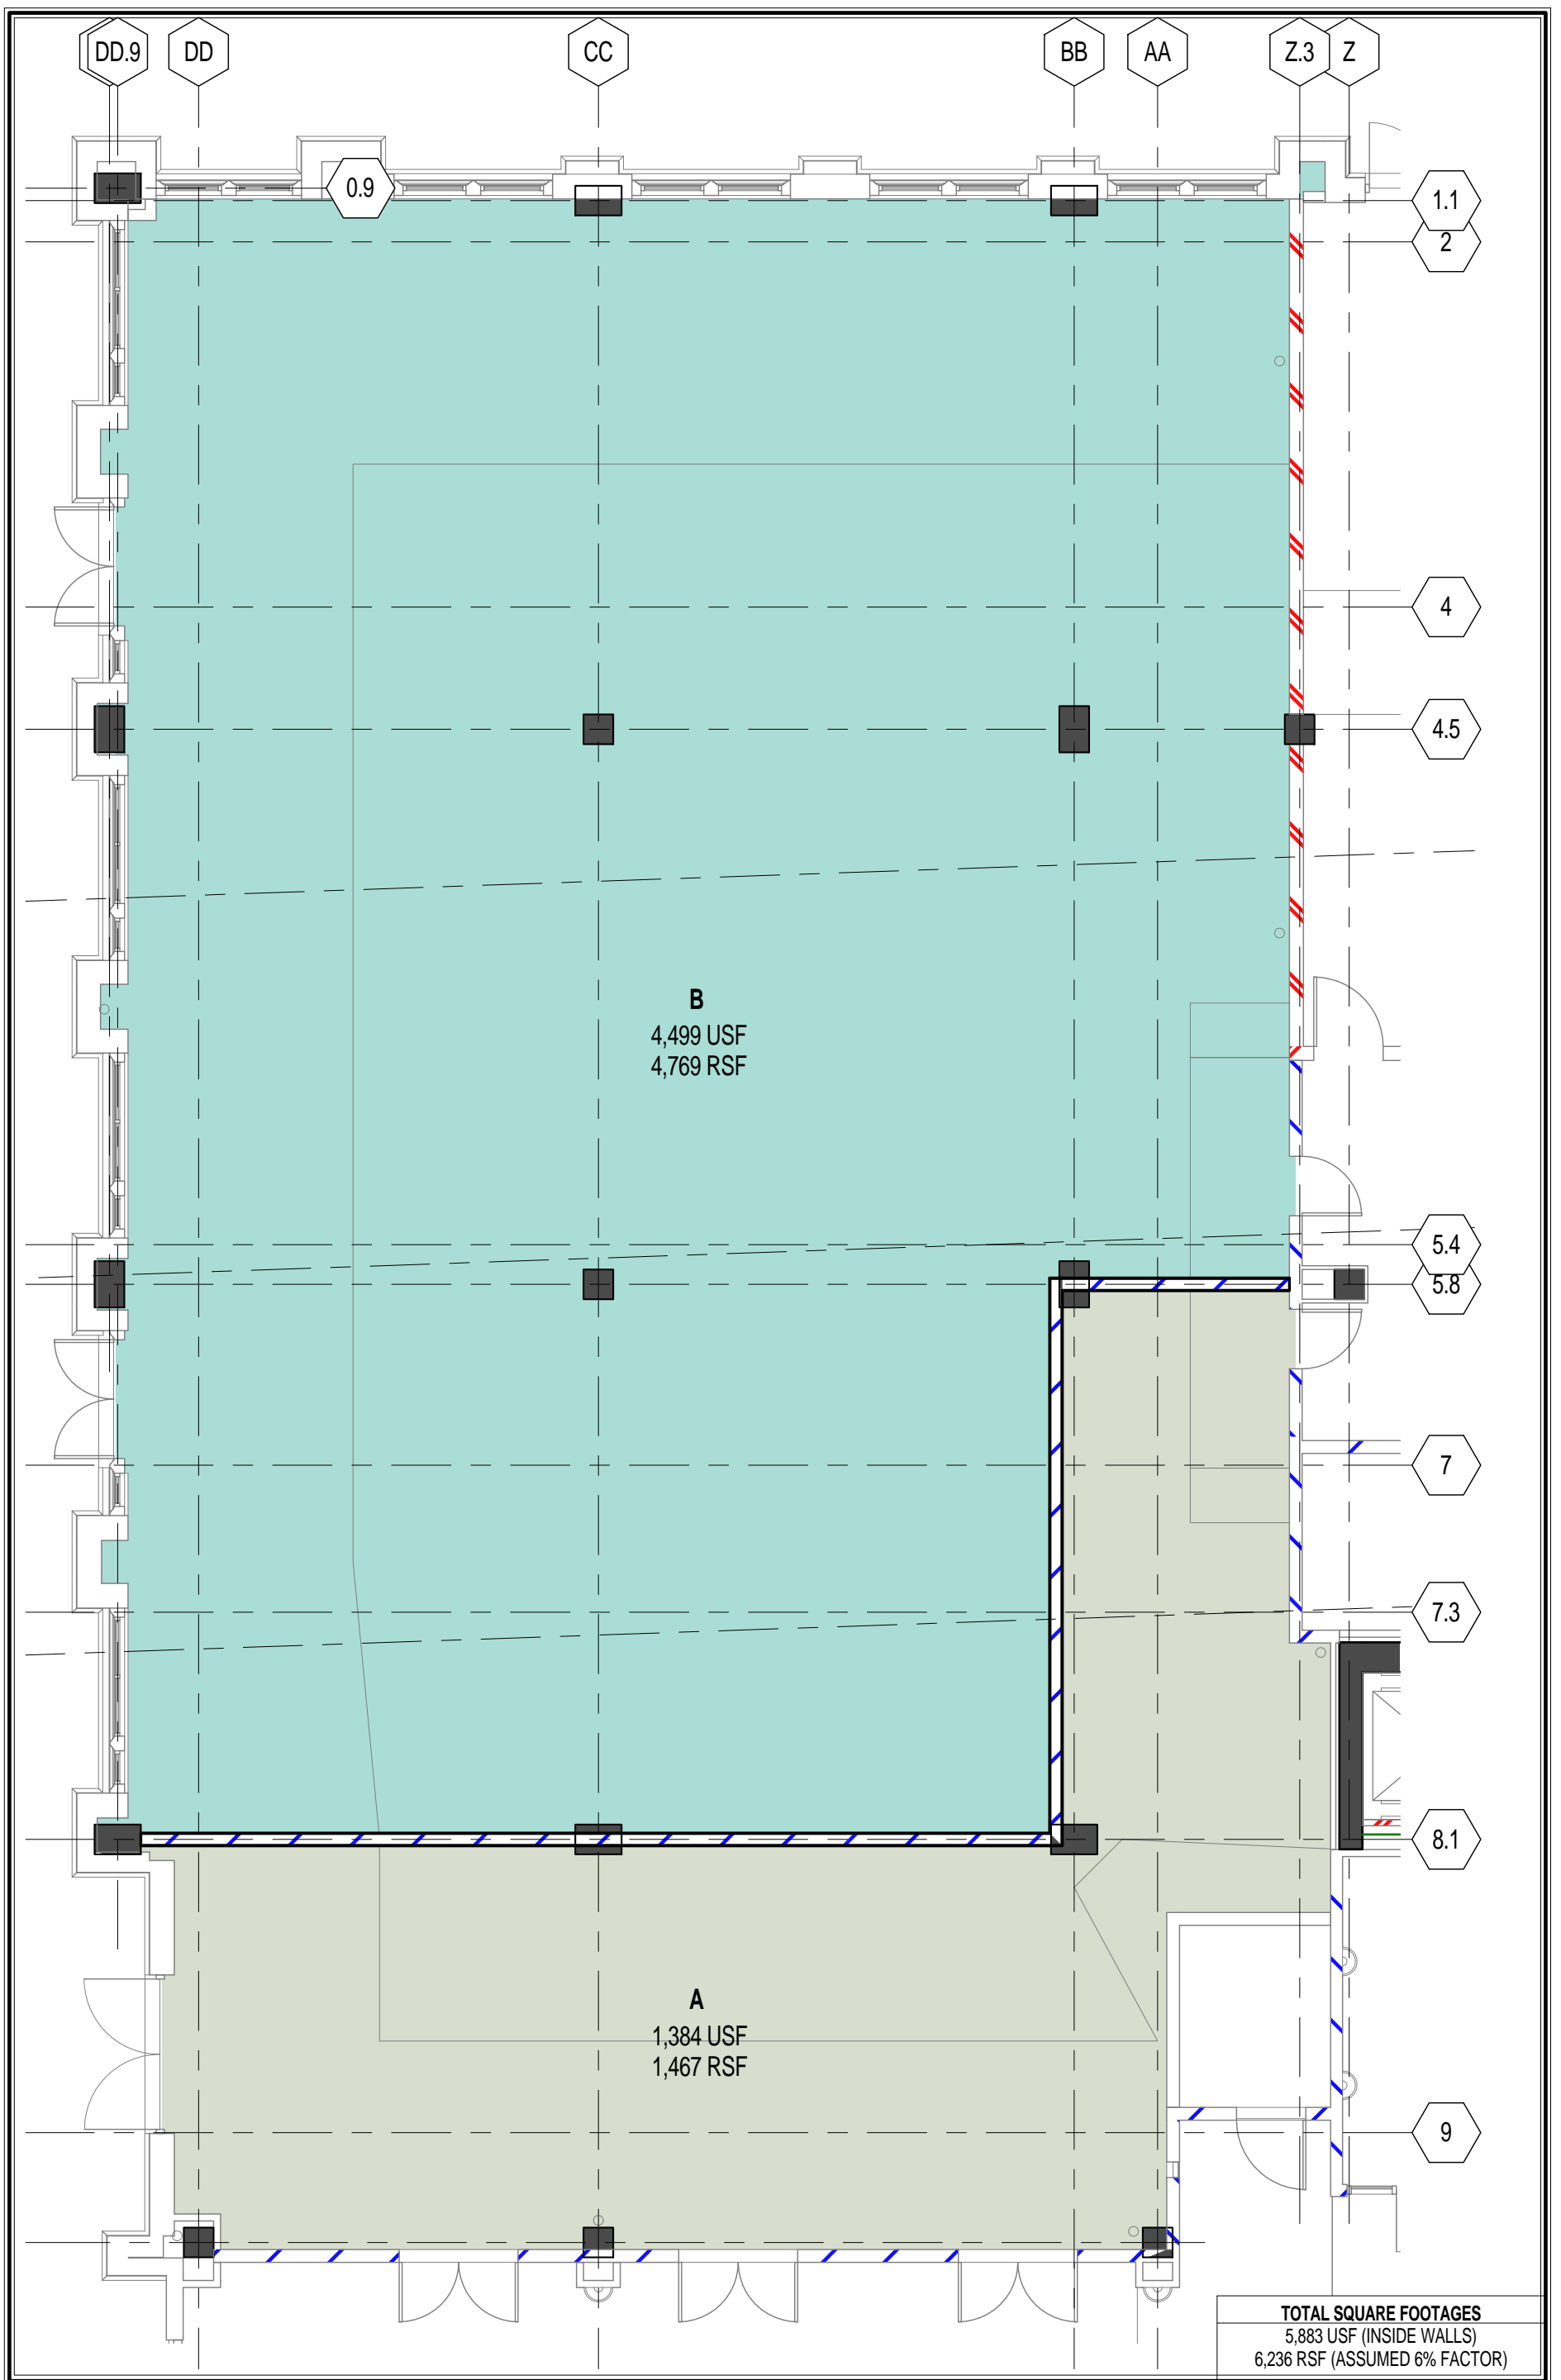 DD.9
DD
CC
BB
AA
Z.3
Z
0.9
1.1
2
4
4.5
B
4,499 USF
4,769 RSF
5.4
5.8
7
7.3
8.1
A
1,384 USF
1,467 RSF
9
TOTAL SQUARE FOOTAGES
5,883 USF (INSIDE WALLS)
6,236 RSF (ASSUMED 6% FACTOR)